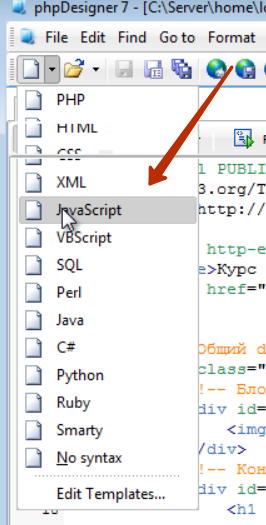 phpDesigner 7 - [C:\Server\home\lo
File Edit Find Go to Format
PHP
HTML
CSS
1 PUBLI
XML
3.org/T
JavaScript
http://
VBScript
SQL
http-e
Perl
e>Курс
Java
href="
C#
Общий d
Python
class="
!-- Бло
Ruby
div id=
Smarty
<img
No syntax
/div>
!-- Кон
Edit Templates...
div id=
<h1